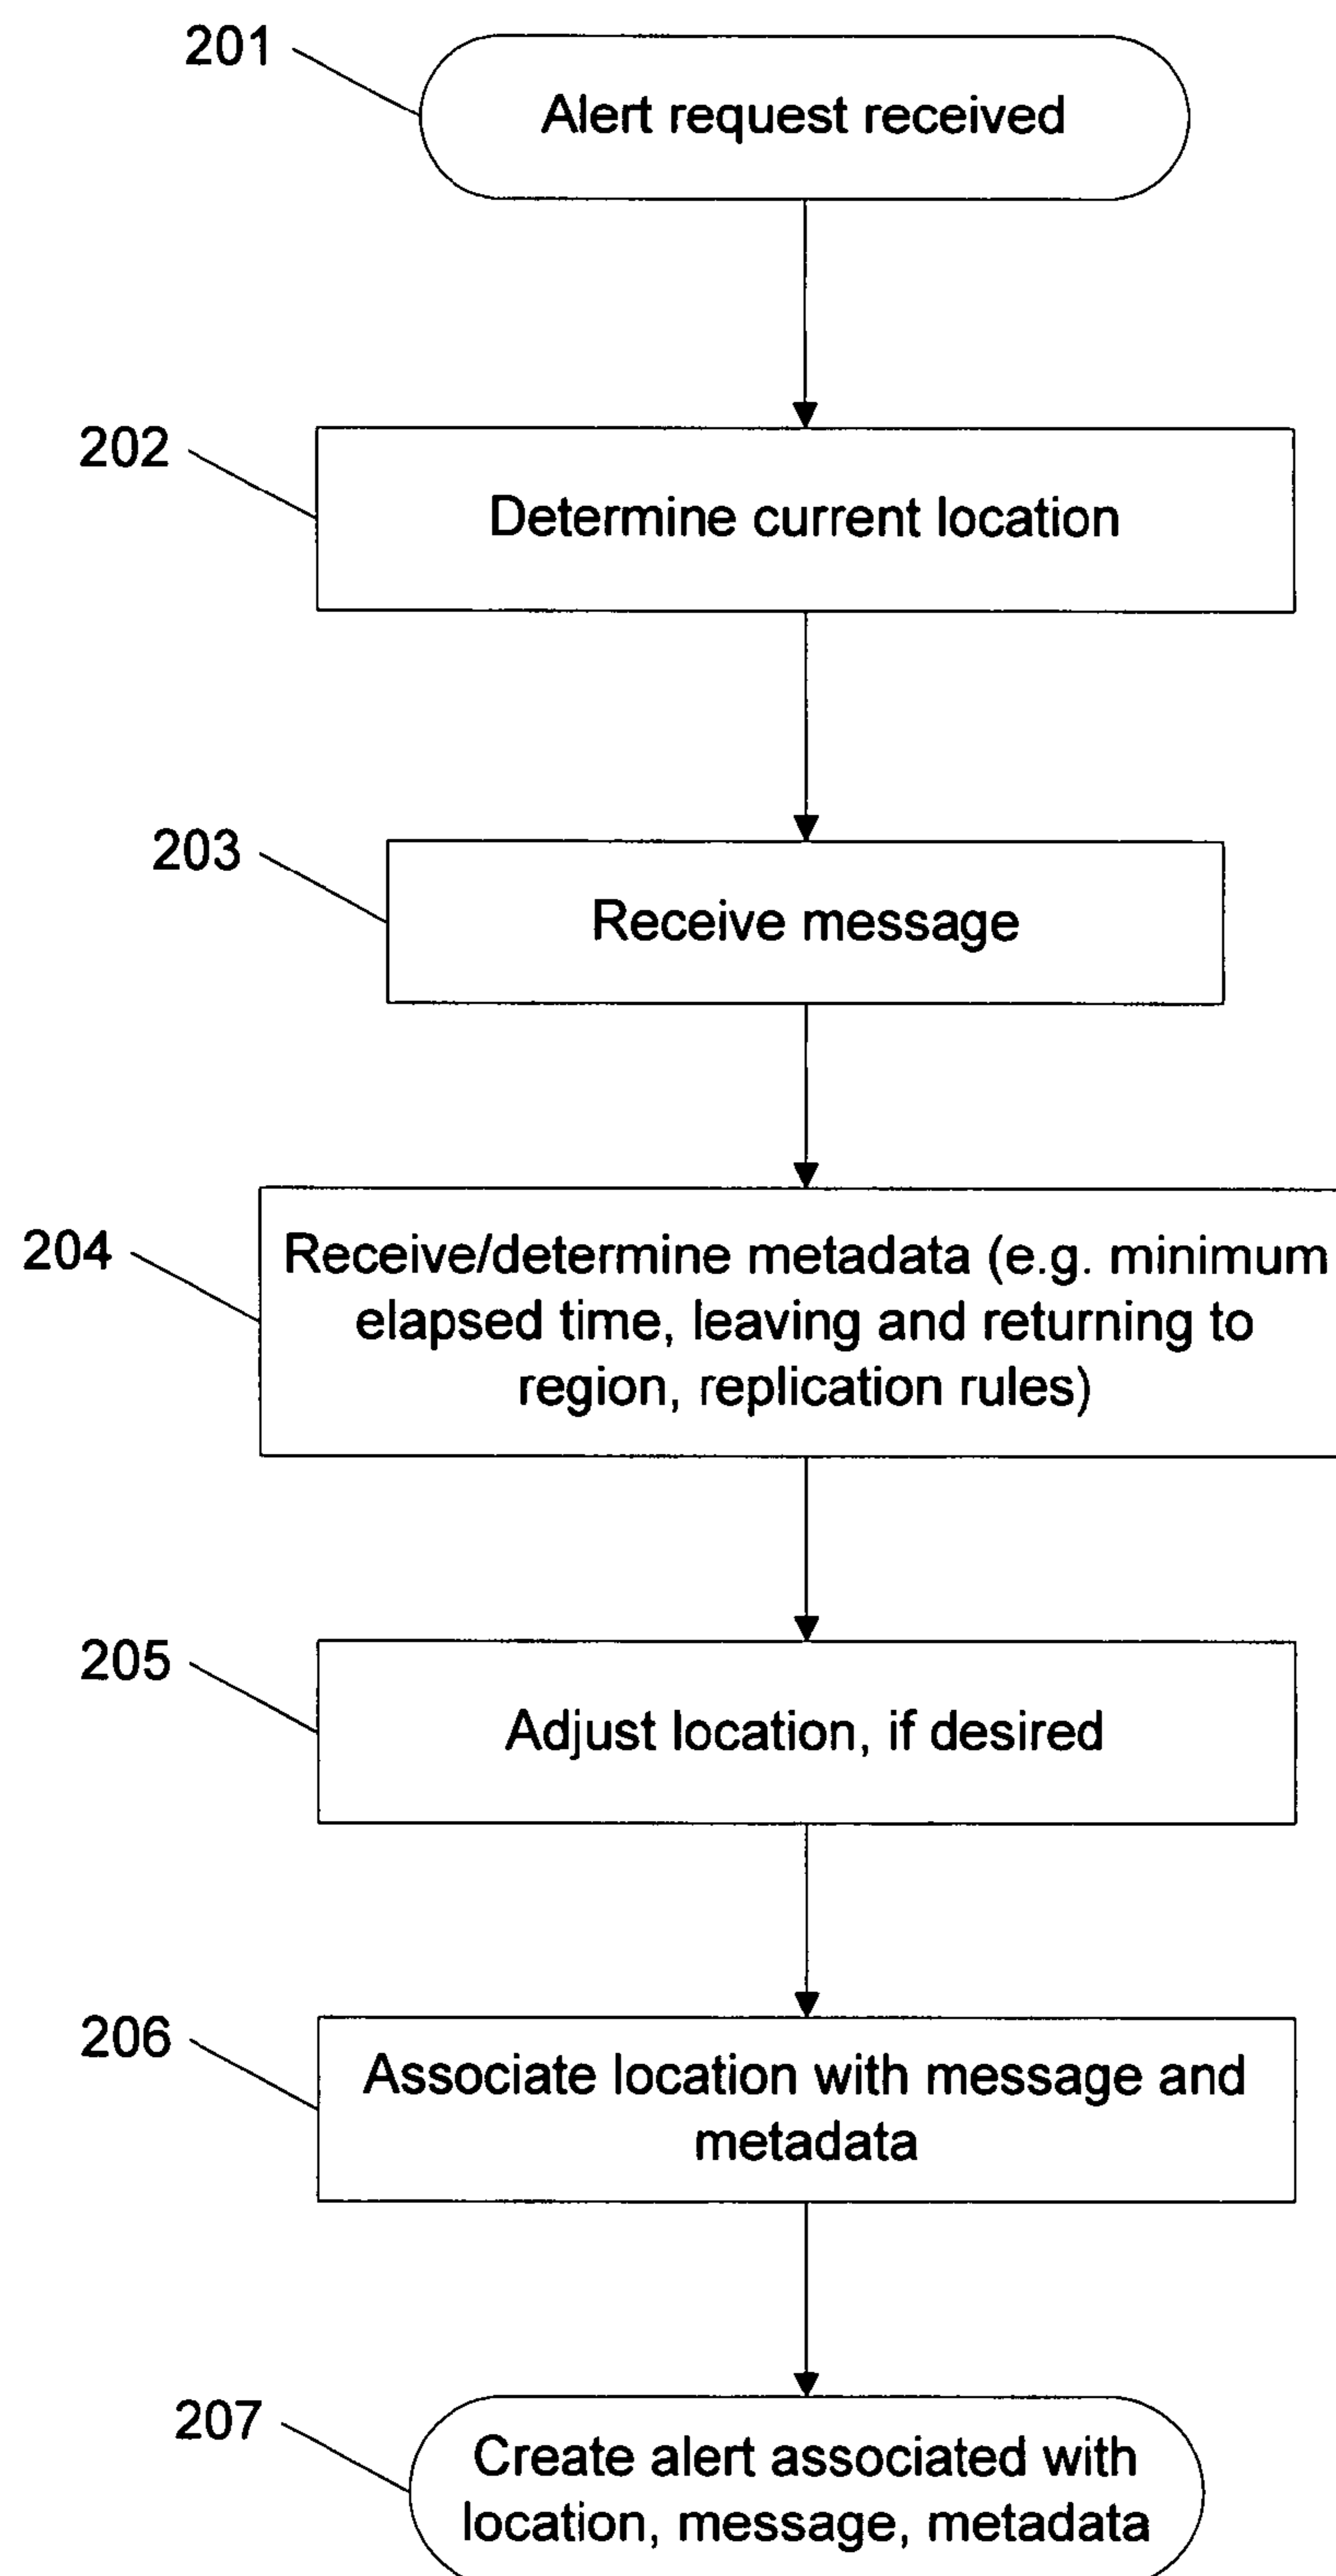 201
Alert request received
202
Determine current location
203
Receive message
204
Receive/determine metadata (e.g. minimum
elapsed time, leaving and returning to
region, replication rules)
205
Adjust location, if desired
206
Associate location with message and
metadata
207
Create alert associated with
location, message, metadata